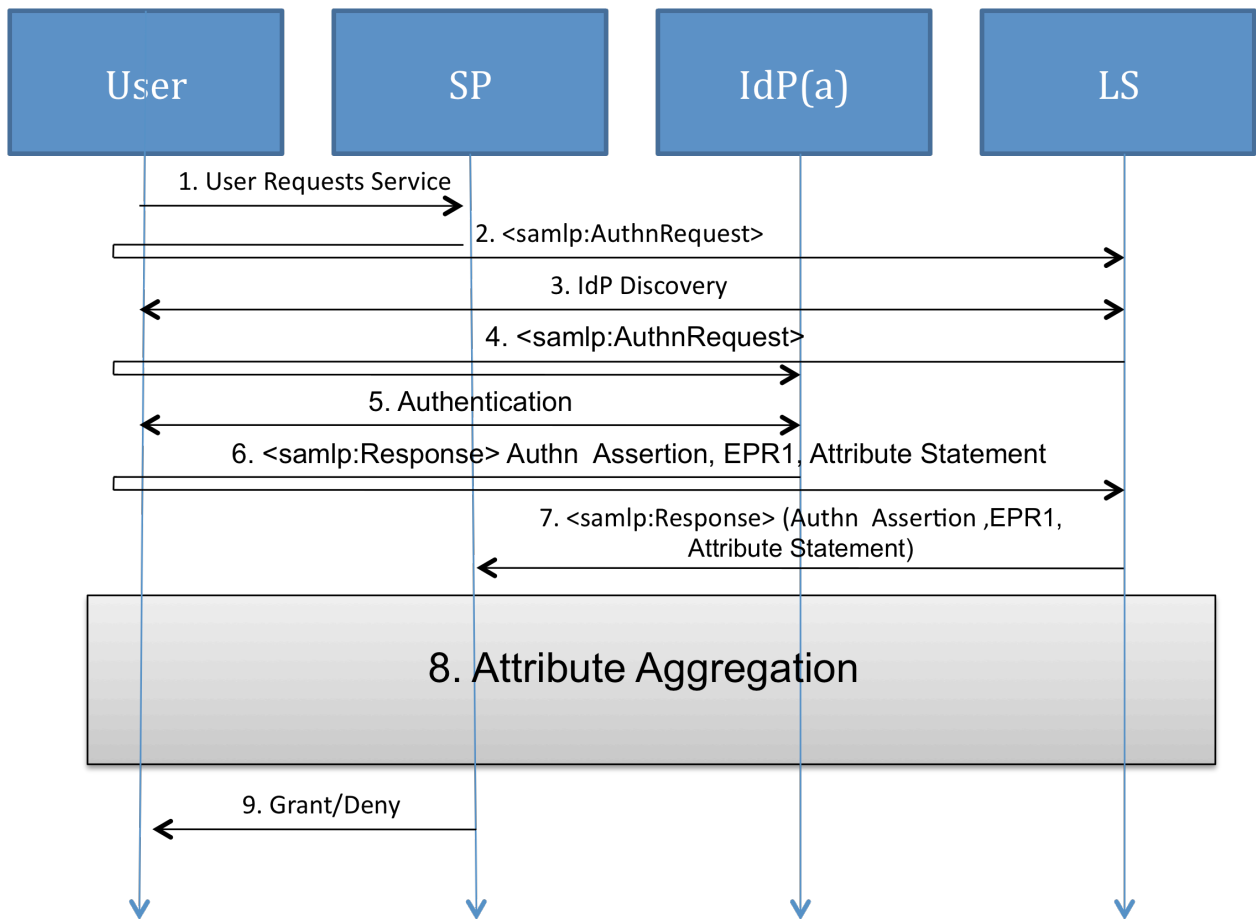 User
SP
IdP(a)
LS
1. User Requests Service
2. <samlp:AuthnRequest>
3. IdP Discovery
4. <samlp:AuthnRequest>
5. Authentication
6. <samlp:Response> Authn Assertion, EPR1, Attribute Statement
7. <samlp:Response> (Authn Assertion ,EPR1,
Attribute Statement)
8. Attribute Aggregation
9. Grant/Deny